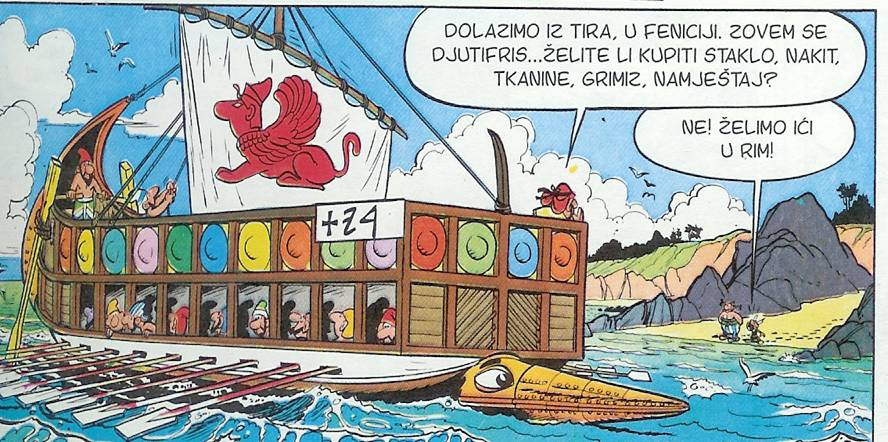 DOLAZIMO IZ TIRA, U FENICIJI. ZOVEM SE
DJUTIFRIS...ŽELITE LI KUPITI STAKLO, NAKIT,
TKANINE, GRIMIZ, NAMJEŠTAJ?
NE! ŽELIMO IĆI
U RIM!